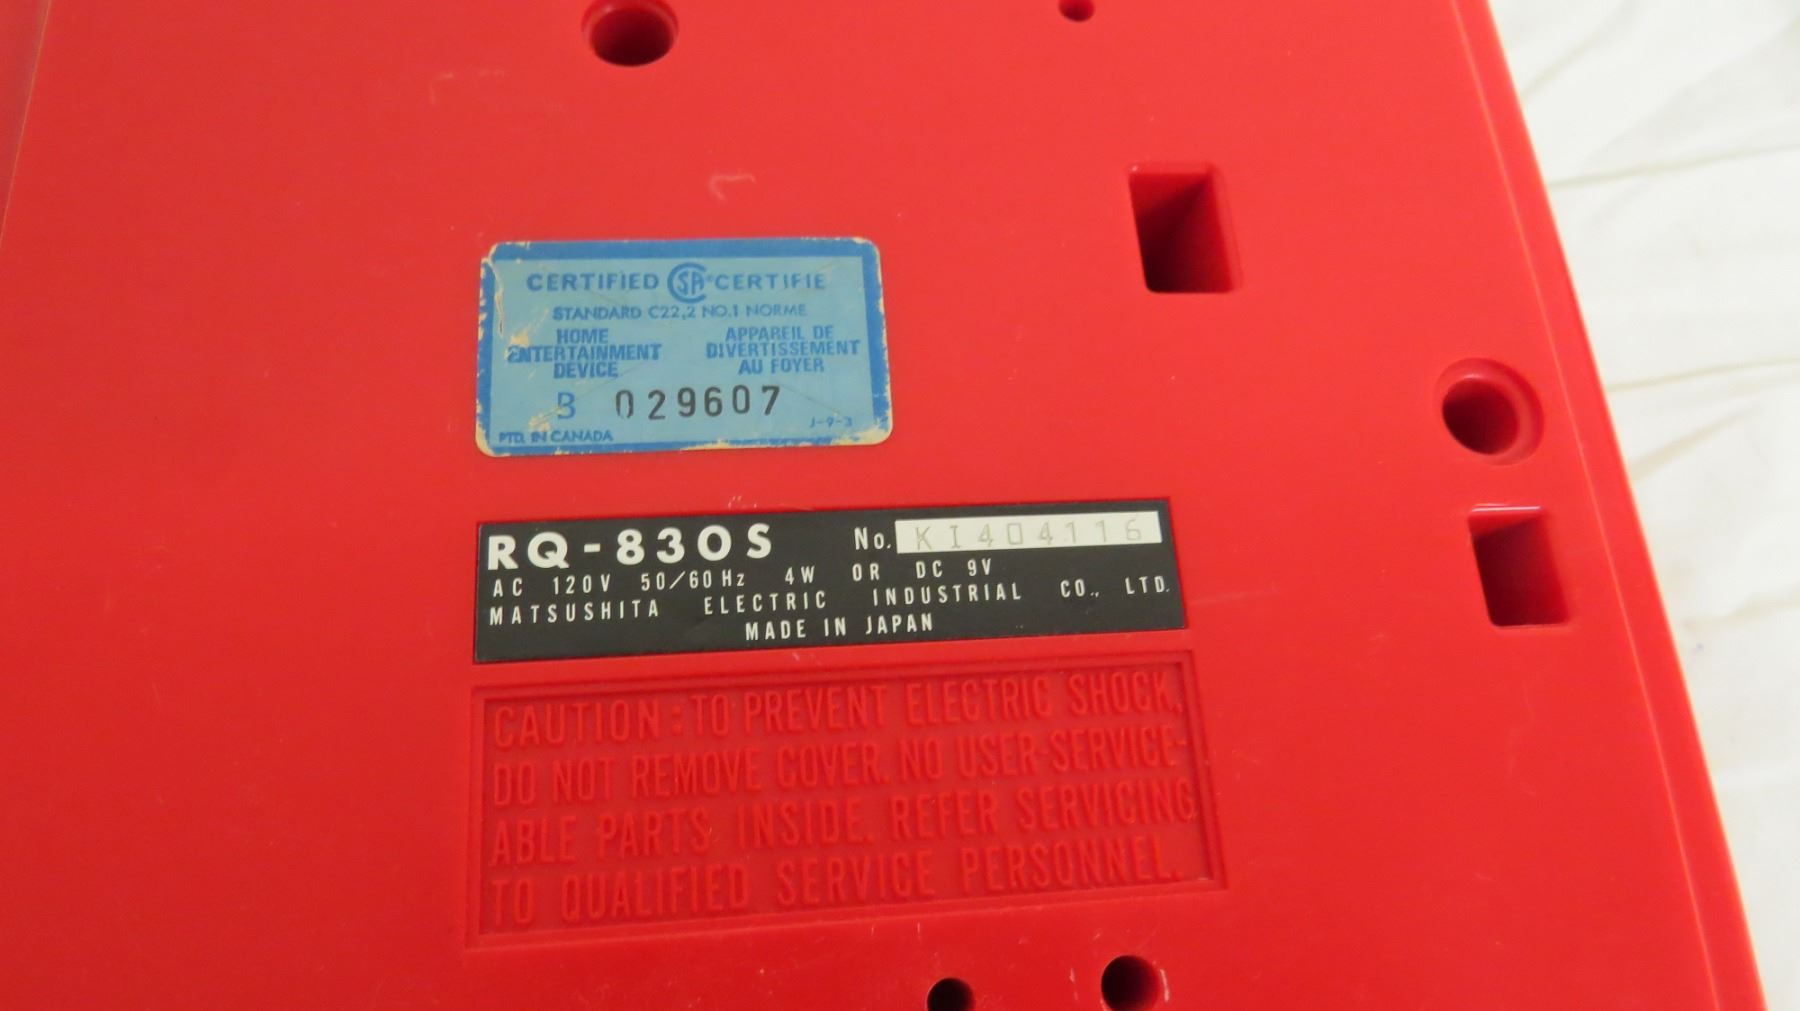 CERTIFIED SA® CERTIFIE
STANDARD C22.2 NO.1 NORME
HOME ENTERTAINMENT DEVICE
APPAREIL DE DIVERTISSEMENT AU FOYER
B 029607
PTD. IN CANADA J-9-3
RQ-830S No. KI404116
AC 120V 50/60Hz 4W OR DC 9V
MATSUSHITA ELECTRIC INDUSTRIAL CO., LTD.
MADE IN JAPAN
CAUTION: TO PREVENT ELECTRIC SHOCK,
DO NOT REMOVE COVER. NO USER-SERVICE-
ABLE PARTS INSIDE. REFER SERVICING
TO QUALIFIED SERVICE PERSONNEL.